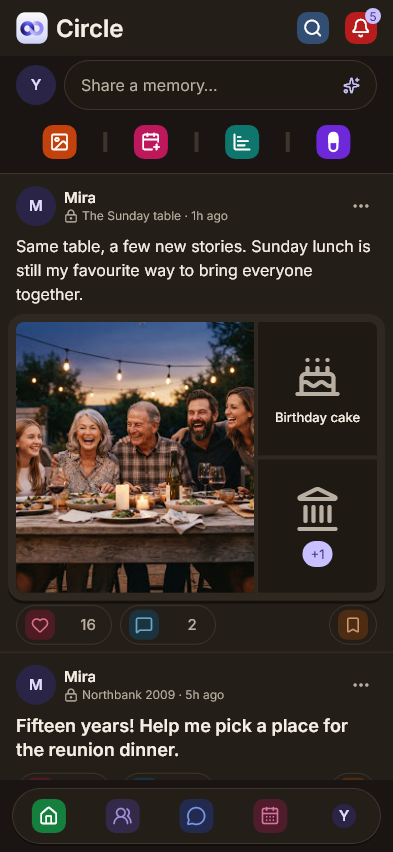 Circle
5
Y
Share a memory...
M
Mira
The Sunday table · 1h ago
Same table, a few new stories. Sunday lunch is
still my favourite way to bring everyone
together.
Birthday cake
+1
16
2
M
Mira
Northbank 2009 · 5h ago
Fifteen years! Help me pick a place for
the reunion dinner.
Y